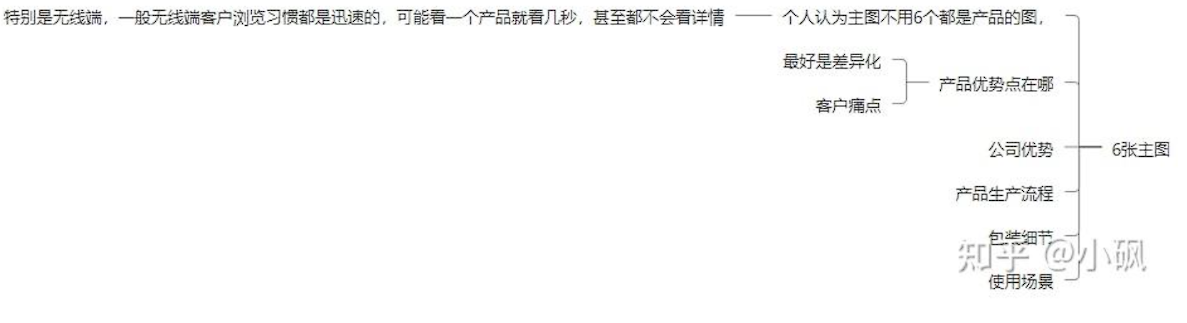 特别是无线端，一般无线端客户浏览习惯都是迅速的，可能看一个产品就看几秒，甚至都不会看详情
个人认为主图不用6个都是产品的图，
最好是差异化
产品优势点在哪
客户痛点
公司优势
6张主图
产品生产流程
包装细节
知乎 @小飒
使用场景